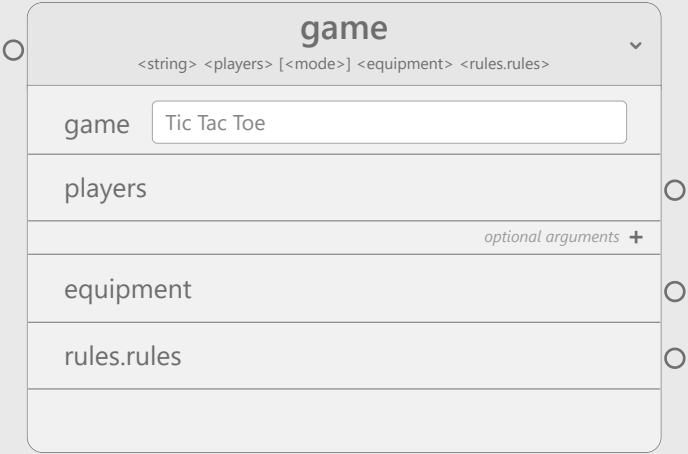 game
<string> <players> [<mode>] <equipment> <rules.rules>
game Tic Tac Toe
players
optional arguments +
equipment
rules.rules